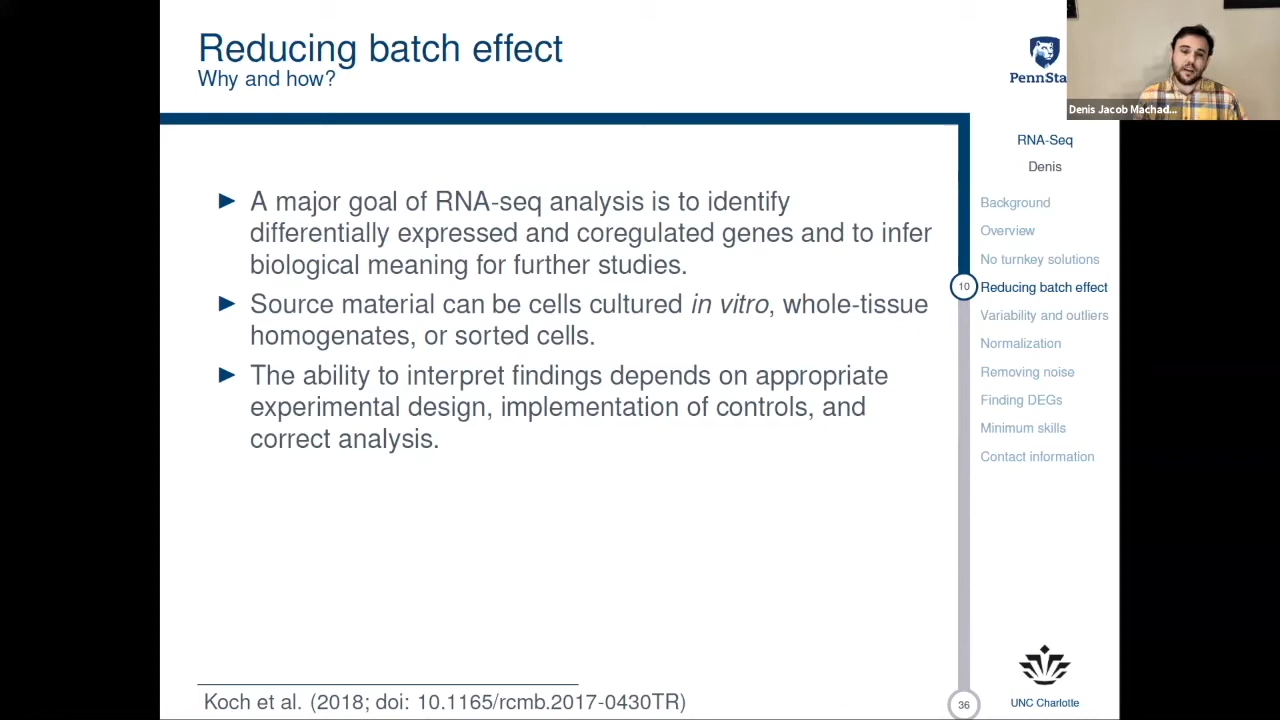 Reducing batch effect
Why and how?
PennSta
Denis Jacob Machad...
RNA-Seq
Denis
Background
Overview
No turnkey solutions
10
Reducing batch effect
Variability and outliers
Normalization
Removing noise
Finding DEGs
Minimum skills
Contact information
► A major goal of RNA-seq analysis is to identify
differentially expressed and coregulated genes and to infer
biological meaning for further studies.
► Source material can be cells cultured in vitro, whole-tissue
homogenates, or sorted cells.
► The ability to interpret findings depends on appropriate
experimental design, implementation of controls, and
correct analysis.
Koch et al. (2018; doi: 10.1165/rcmb.2017-0430TR)
36
UNC Charlotte